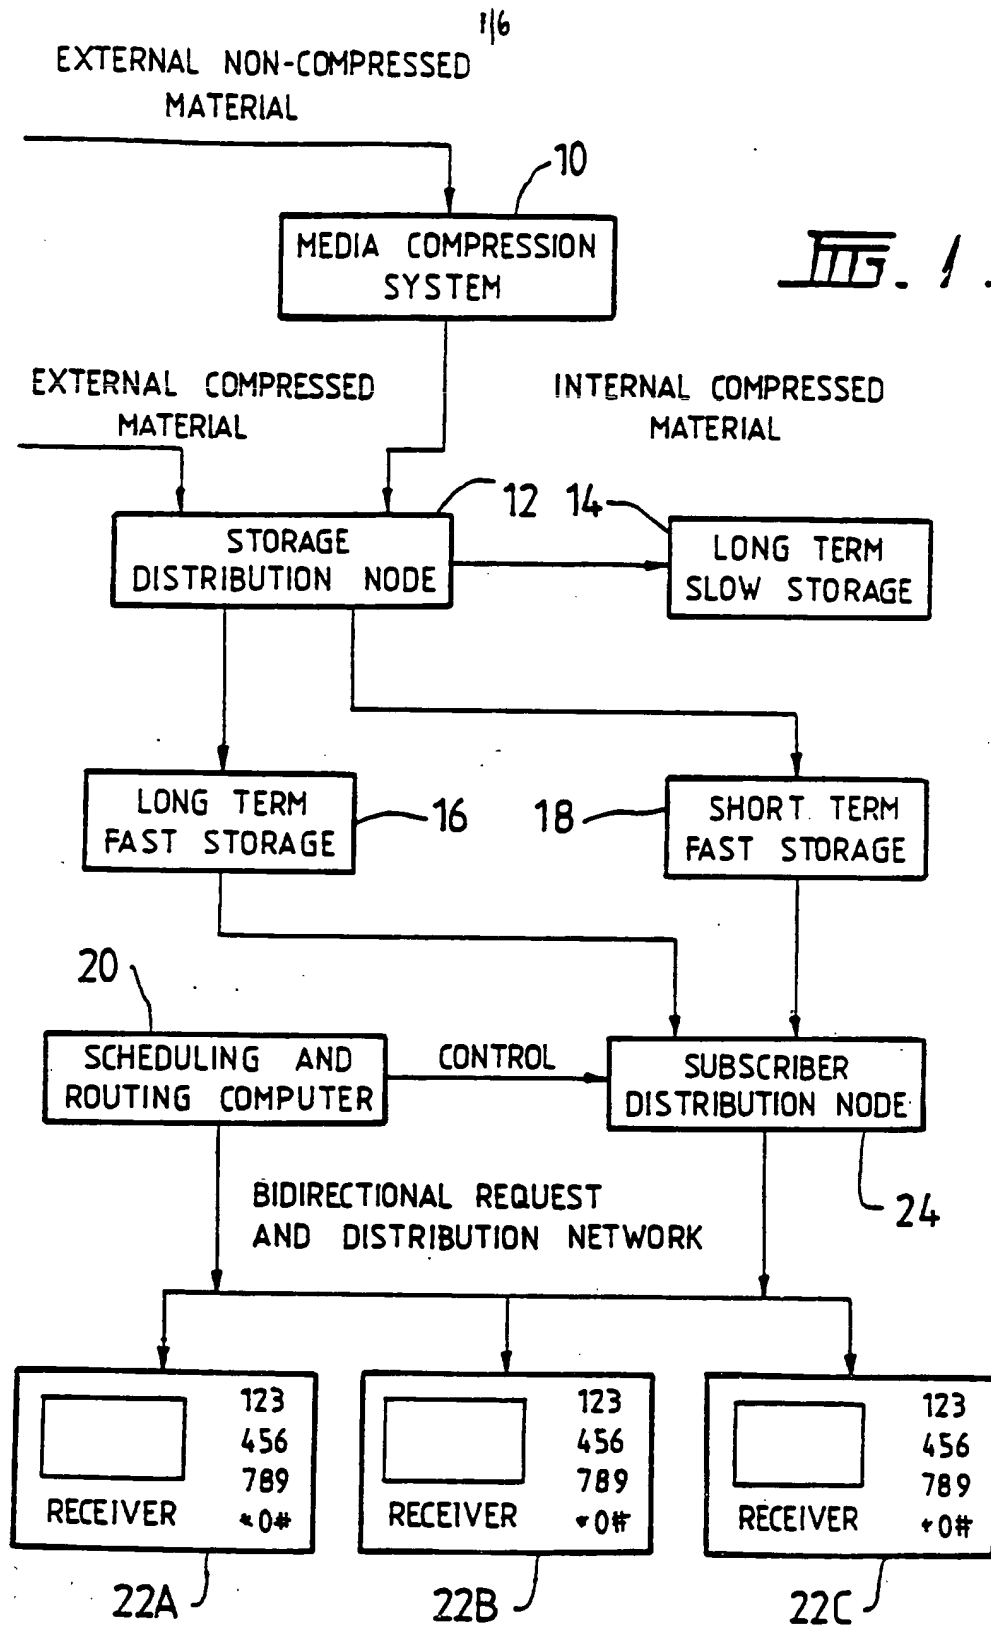 1/6
EXTERNAL NON-COMPRESSED
MATERIAL
10
MEDIA COMPRESSION
SYSTEM
FIG. 1.
EXTERNAL COMPRESSED
MATERIAL
INTERNAL COMPRESSED
MATERIAL
12
14
STORAGE
DISTRIBUTION NODE
LONG TERM
SLOW STORAGE
LONG TERM
FAST STORAGE
16
18
SHORT TERM
FAST STORAGE
20
SCHEDULING AND
ROUTING COMPUTER
CONTROL
SUBSCRIBER
DISTRIBUTION NODE
BIDIRECTIONAL REQUEST
AND DISTRIBUTION NETWORK
24
123
456
789
*0#
RECEIVER
123
456
789
*0#
RECEIVER
123
456
789
*0#
RECEIVER
22A
22B
22C